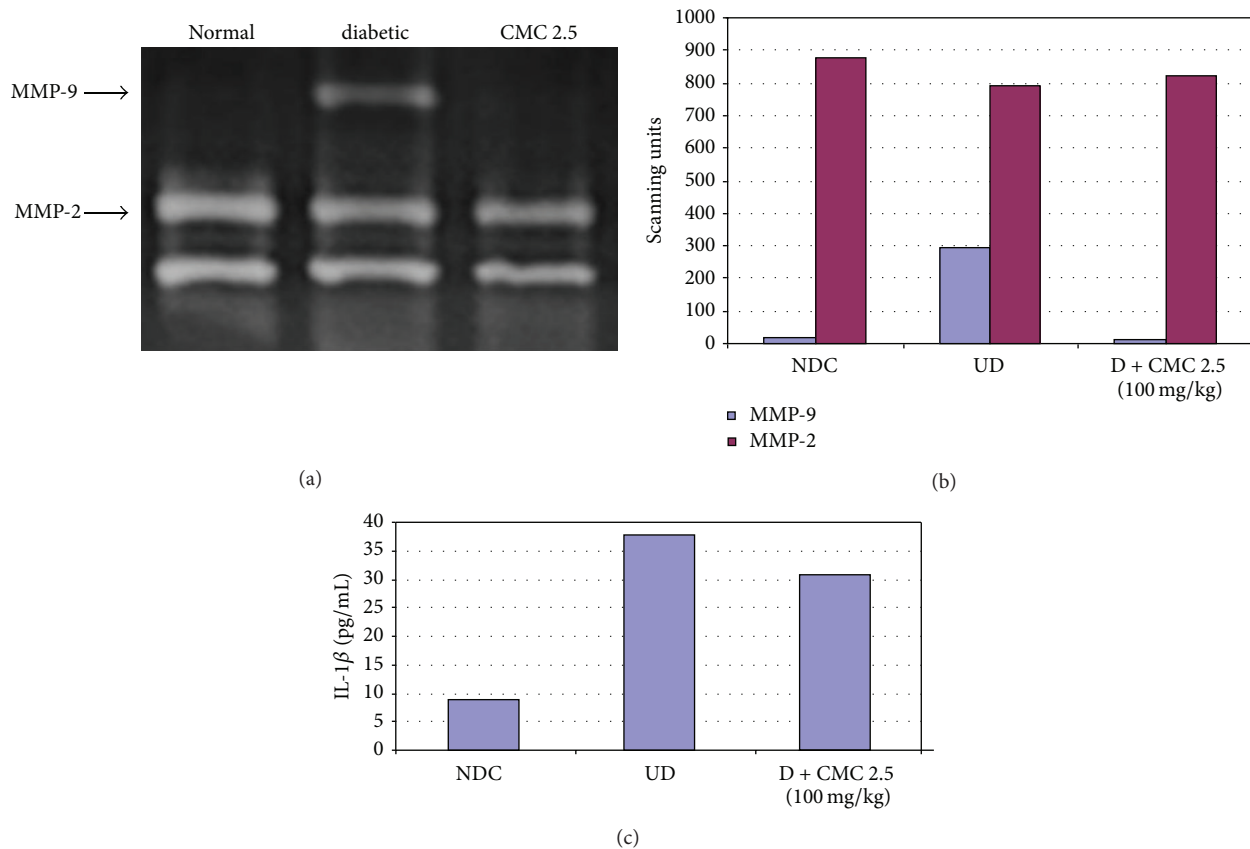 Normal diabetic CMC 2.5
MMP-9
MMP-2
(a)
1000
900
800
700
600
500
400
300
200
100
0
Scanning units
NDC UD D + CMC 2.5
(100 mg/kg)
MMP-9
MMP-2
(b)
40
35
30
25
20
15
10
5
0
IL-1β (pg/mL)
NDC UD D + CMC 2.5
(100 mg/kg)
(c)